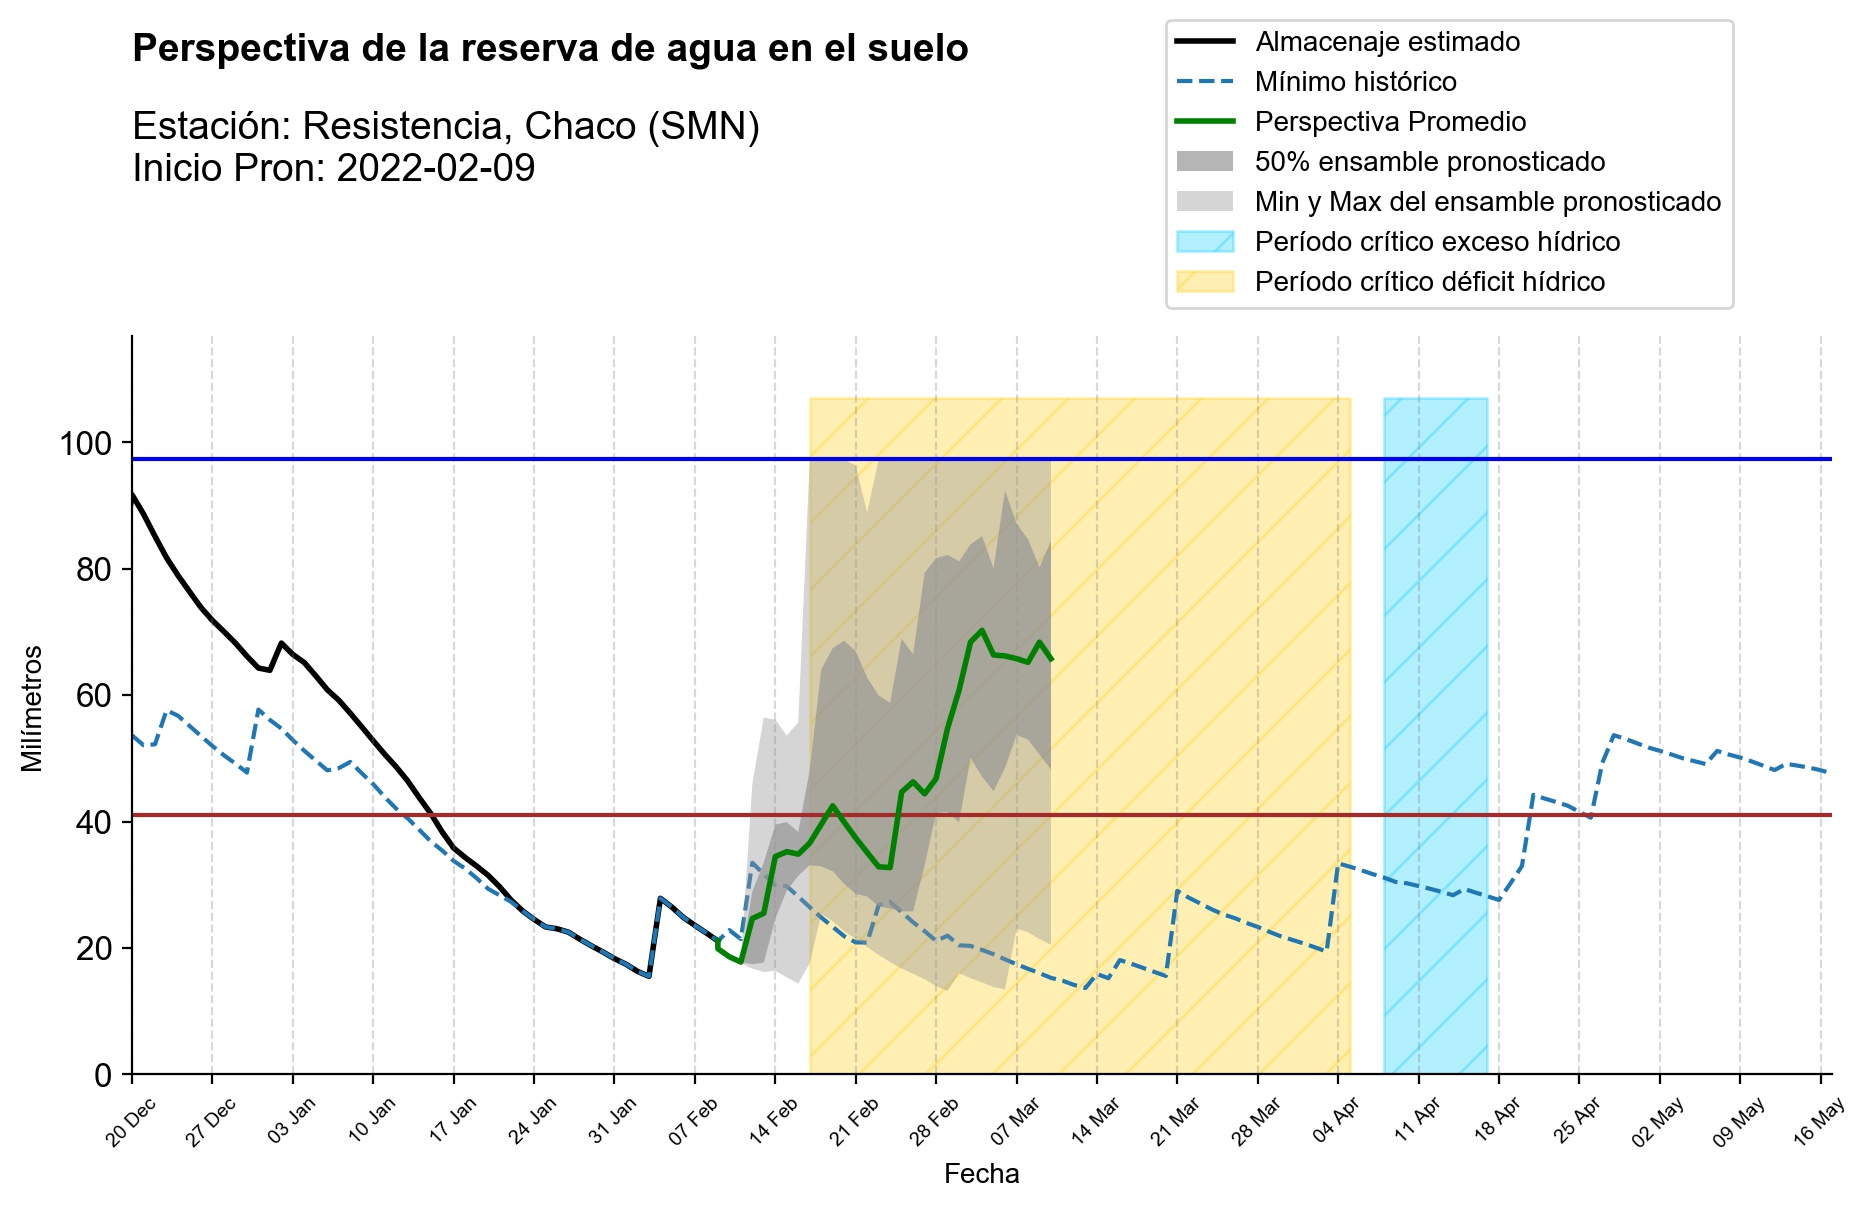 Perspectiva de la reserva de agua en el suelo
Estación: Resistencia, Chaco (SMN)
Inicio Pron: 2022-02-09
Almacenaje estimado
Mínimo histórico
Perspectiva Promedio
50% ensamble pronosticado
Min y Max del ensamble pronosticado
Período crítico exceso hídrico
Período crítico déficit hídrico
Milímetros
100
80
60
40
20
0
20 Dec
27 Dec
03 Jan
10 Jan
17 Jan
24 Jan
31 Jan
07 Feb
14 Feb
21 Feb
28 Feb
07 Mar
14 Mar
21 Mar
28 Mar
04 Apr
11 Apr
18 Apr
25 Apr
02 May
09 May
16 May
Fecha